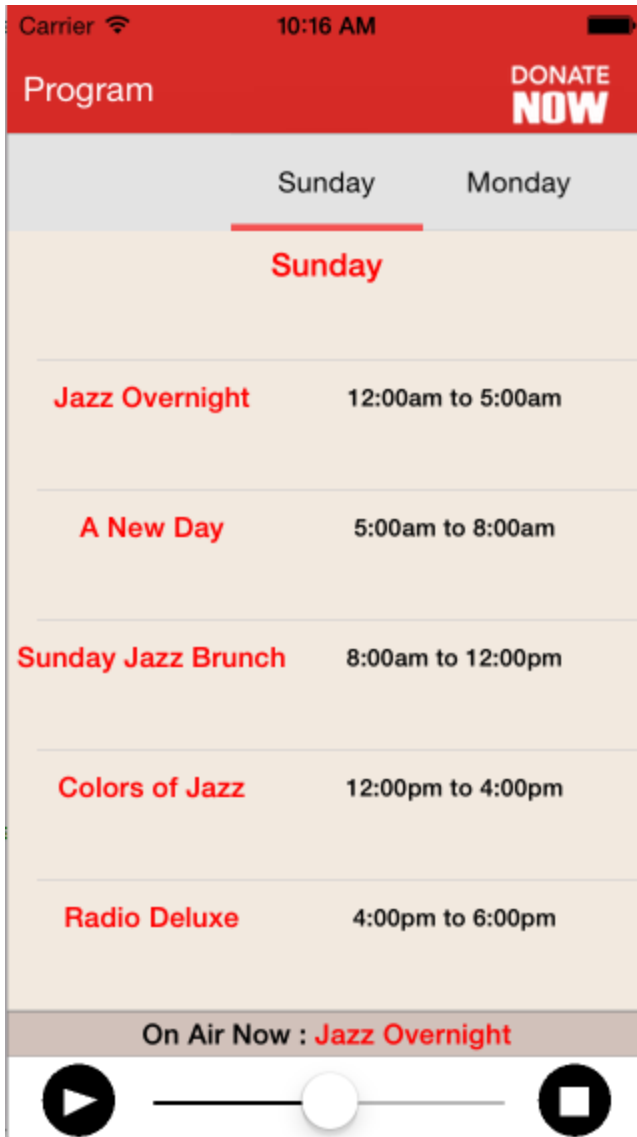 Carrier 10:16 AM
Program
DONATE
NOW
Sunday Monday
Sunday
Jazz Overnight 12:00am to 5:00am
A New Day 5:00am to 8:00am
Sunday Jazz Brunch 8:00am to 12:00pm
Colors of Jazz 12:00pm to 4:00pm
Radio Deluxe 4:00pm to 6:00pm
On Air Now : Jazz Overnight